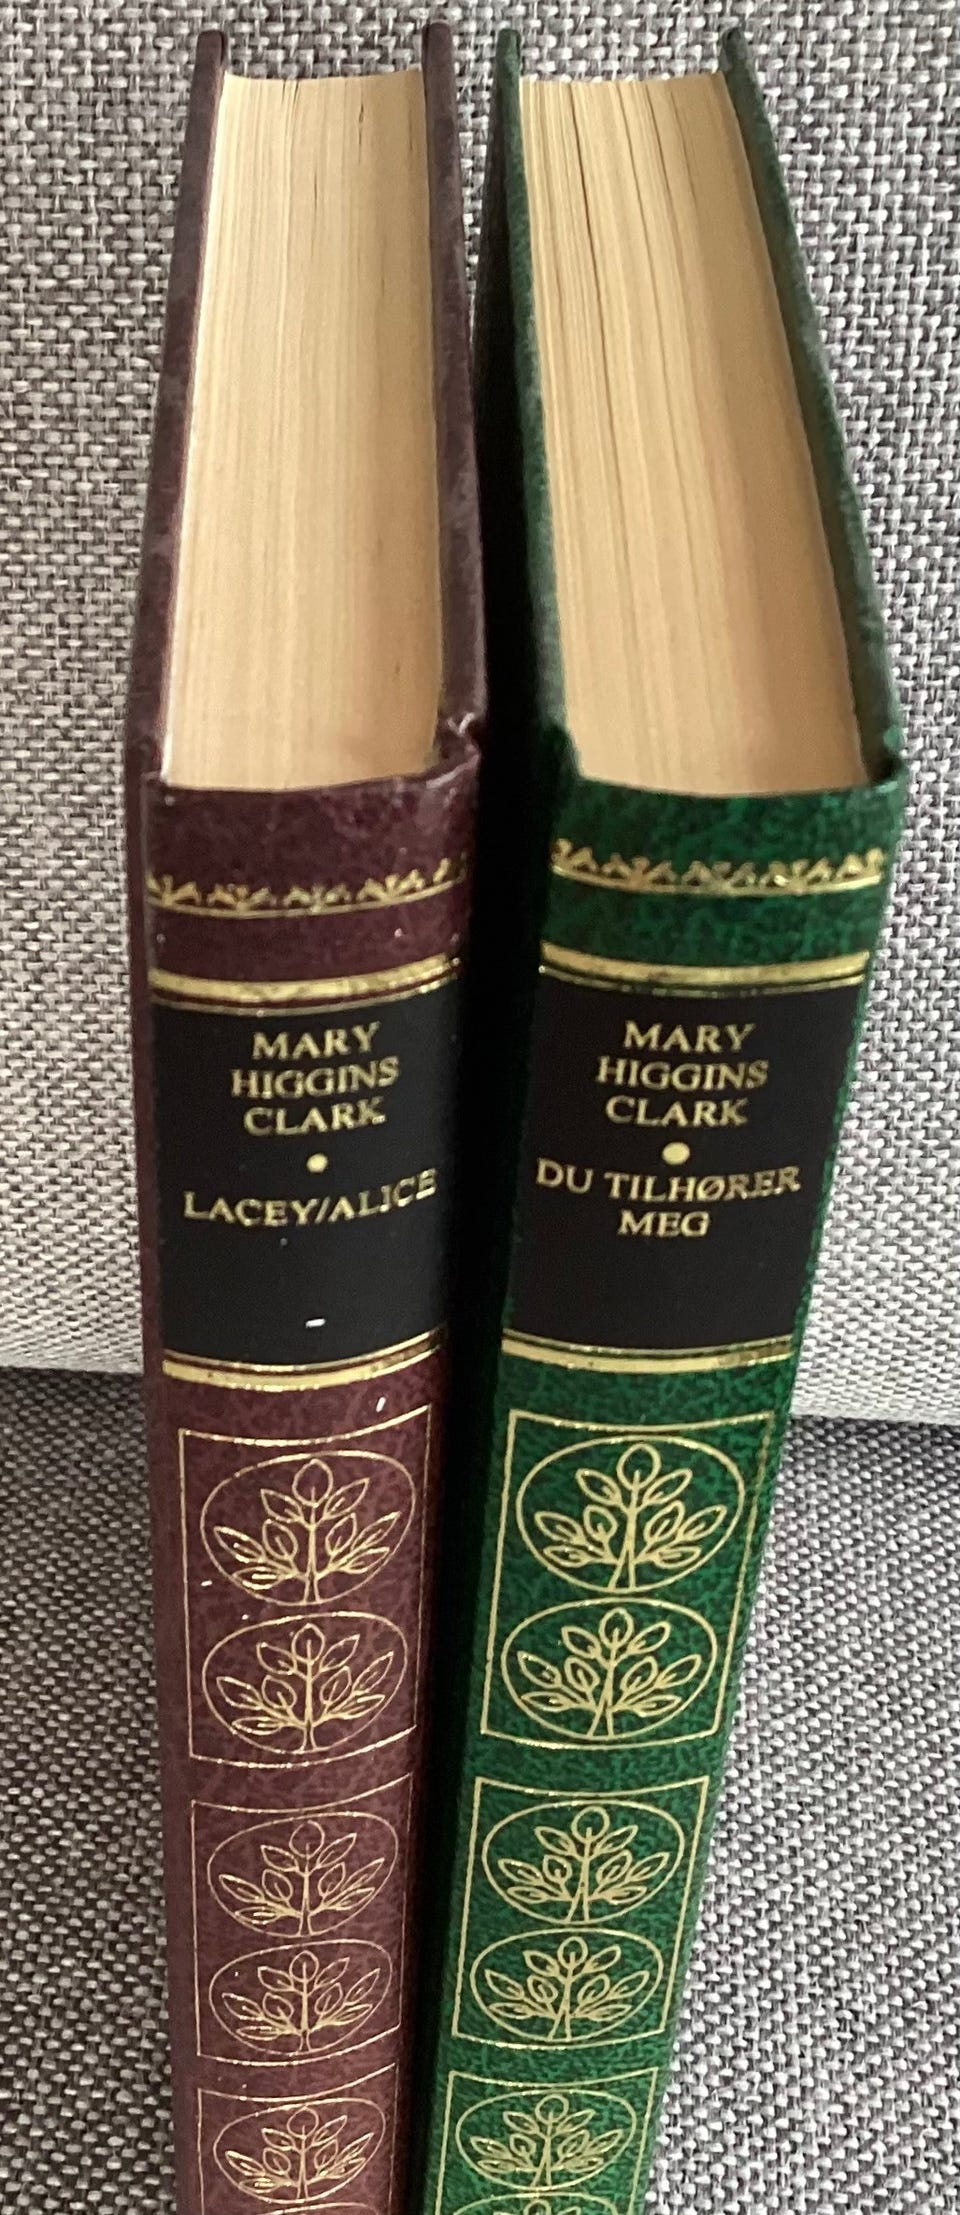 MARY
HIGGINS
CLARK
LACEY/ALICE
MARY
HIGGINS
CLARK
DU TILHØRER
MEG